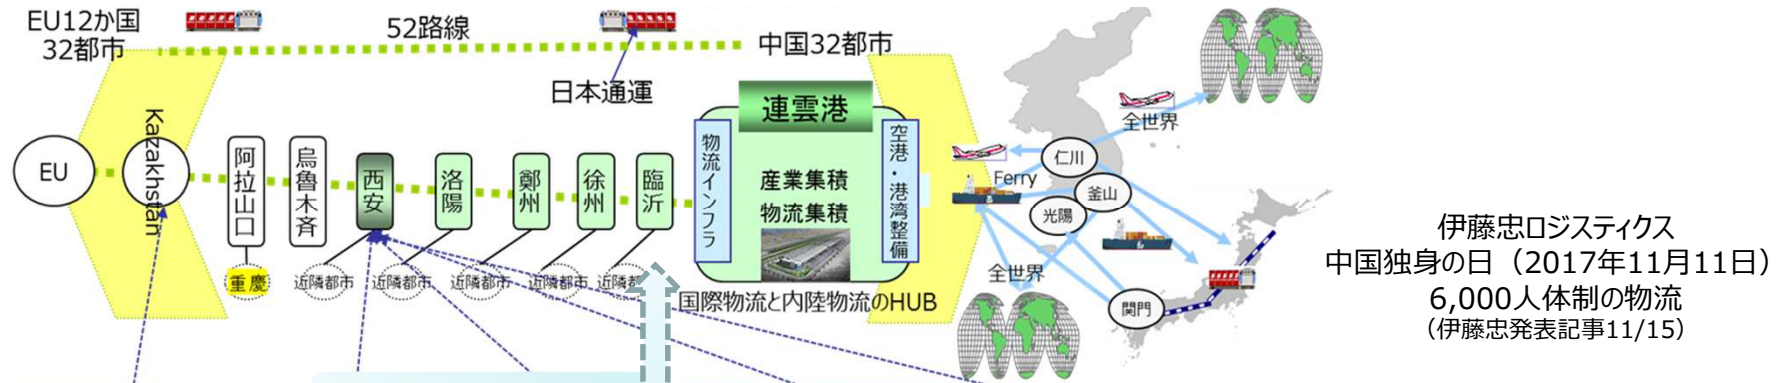 EU12か国
32都市
52路線
中国32都市
日本通運
連雲港
EU
Kazakhstan
阿拉山口
烏魯木斉
西安
洛陽
鄭州
徐州
臨沂
物流インフラ
産業集積
物流集積
空港・港湾整備
重慶
近隣都市
近隣都市
近隣都市
近隣都市
近隣都
国際物流と内陸物流のHUB
全世界
仁川
Ferry
釜山
光陽
全世界
関門
伊藤忠ロジスティクス
中国独身の日（2017年11月11日）
6,000人体制の物流
（伊藤忠発表記事11/15）